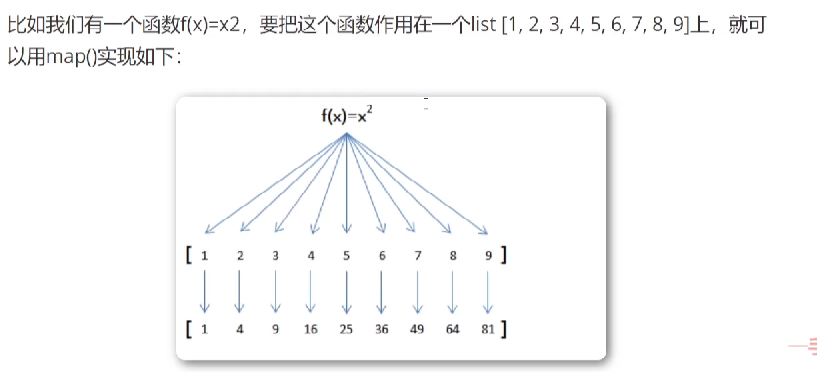 比如我们有一个函数f(x)=x2，要把这个函数作用在一个list [1, 2, 3, 4, 5, 6, 7, 8, 9]上，就可
以用map()实现如下：
f(x)=x²
[ 1 2 3 4 5 6 7 8 9 ]
[ 1 4 9 16 25 36 49 64 81 ]